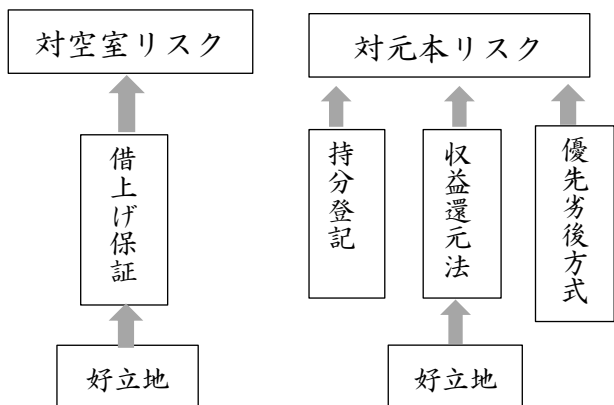 対空室リスク
対元本リスク
借上げ保証
持分登記
収益還元法
優先劣後方式
好立地
好立地